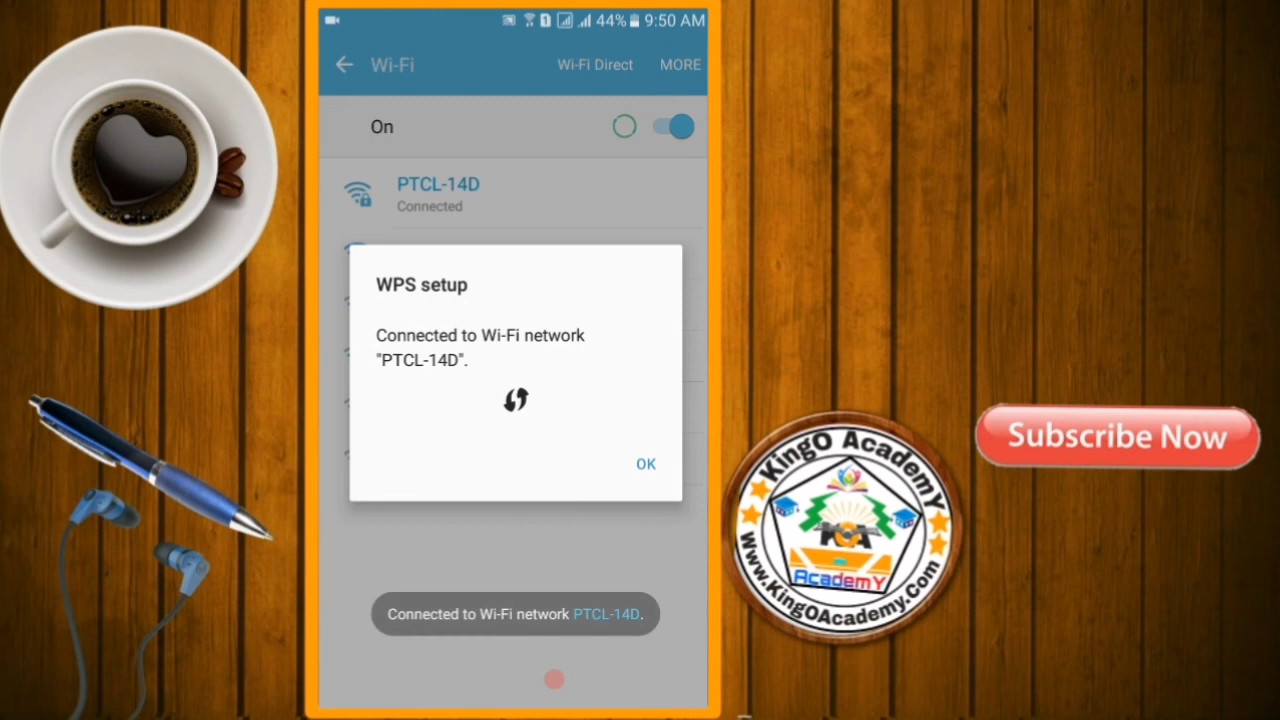 44% 9:50 AM
Wi-Fi Wi-Fi Direct MORE
On
PTCL-14D
Connected
WPS setup
Connected to Wi-Fi network
"PTCL-14D".
OK
Connected to Wi-Fi network PTCL-14D.
Subscribe Now
KingO AcademY
KOA
AcademY
Www.KingOAcademy.Com